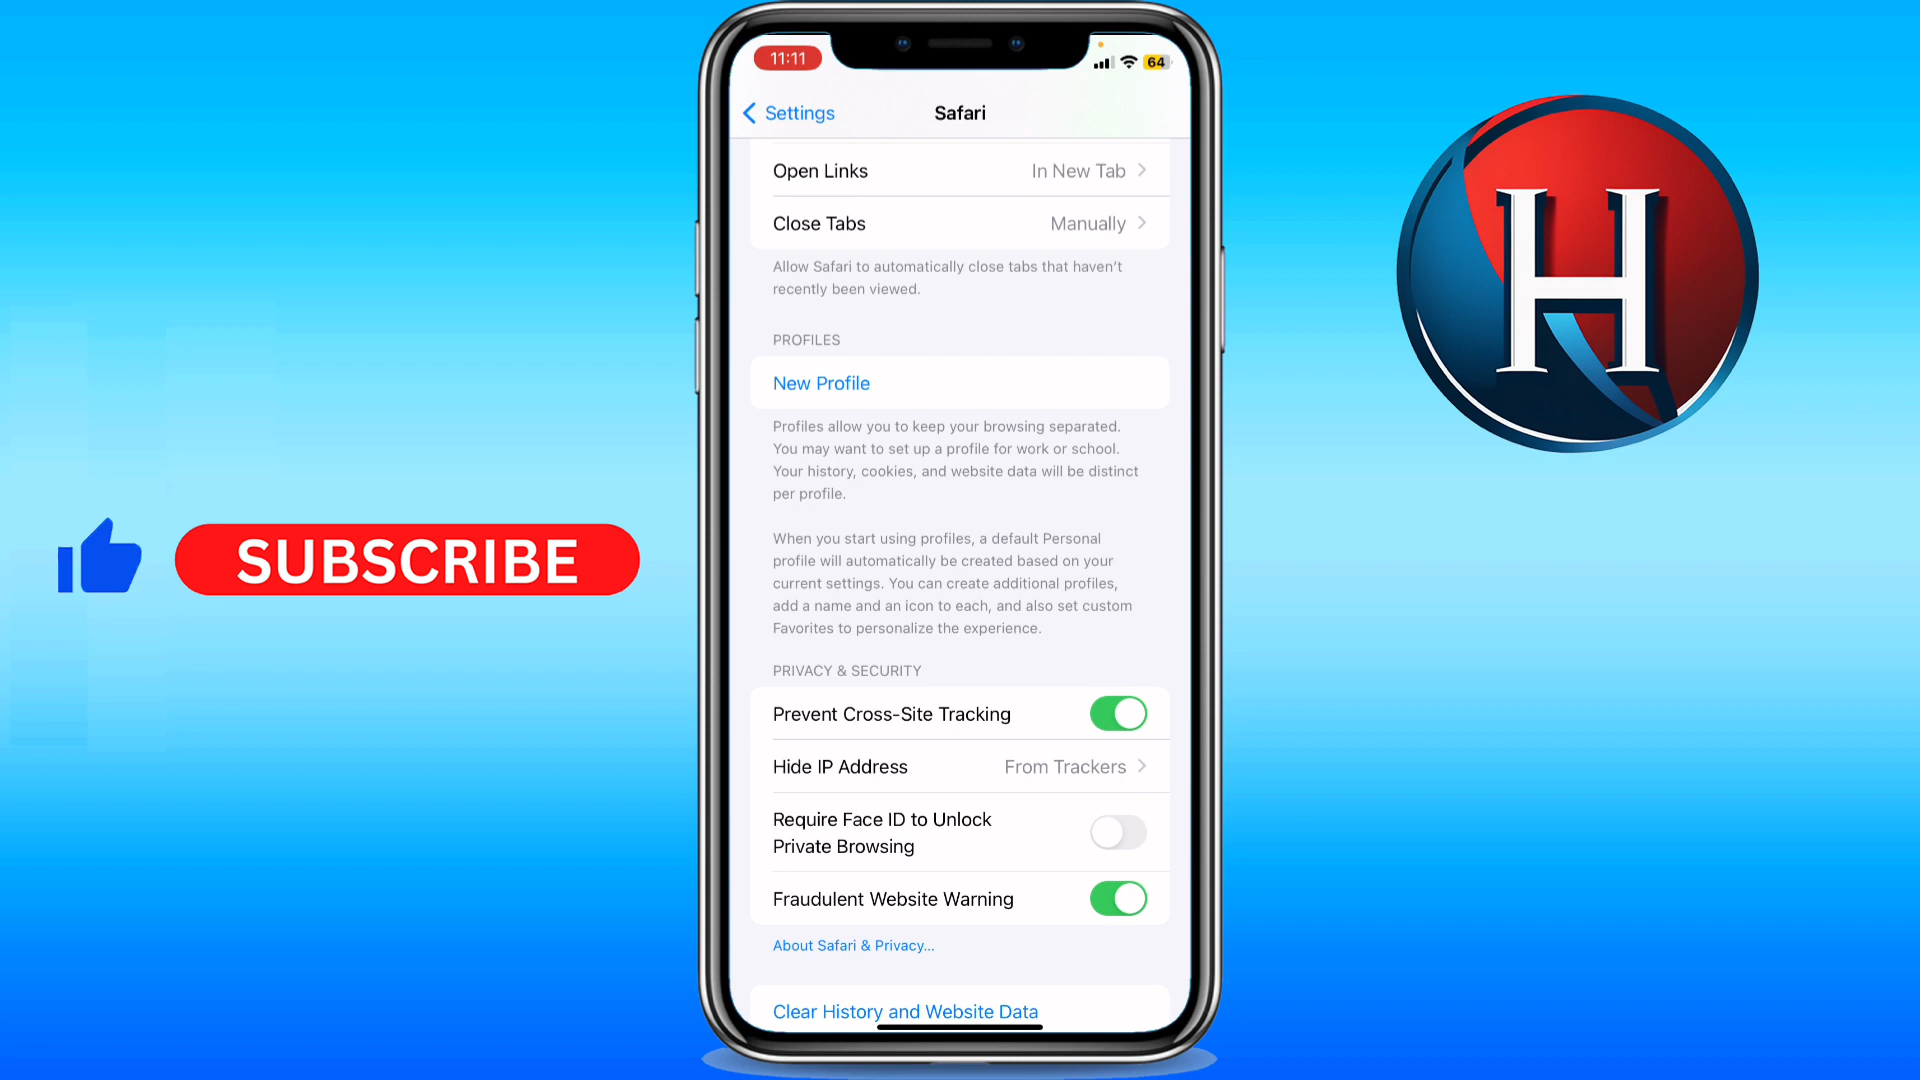 11:11
64
Settings
Safari
Open Links
In New Tab
Close Tabs
Manually
Allow Safari to automatically close tabs that haven't
recently been viewed.
PROFILES
New Profile
Profiles allow you to keep your browsing separated.
You may want to set up a profile for work or school.
Your history, cookies, and website data will be distinct
per profile.
When you start using profiles, a default Personal
profile will automatically be created based on your
current settings. You can create additional profiles,
add a name and an icon to each, and also set custom
Favorites to personalize the experience.
PRIVACY & SECURITY
Prevent Cross-Site Tracking
Hide IP Address
From Trackers
Require Face ID to Unlock
Private Browsing
Fraudulent Website Warning
About Safari & Privacy...
Clear History and Website Data
SUBSCRIBE
H